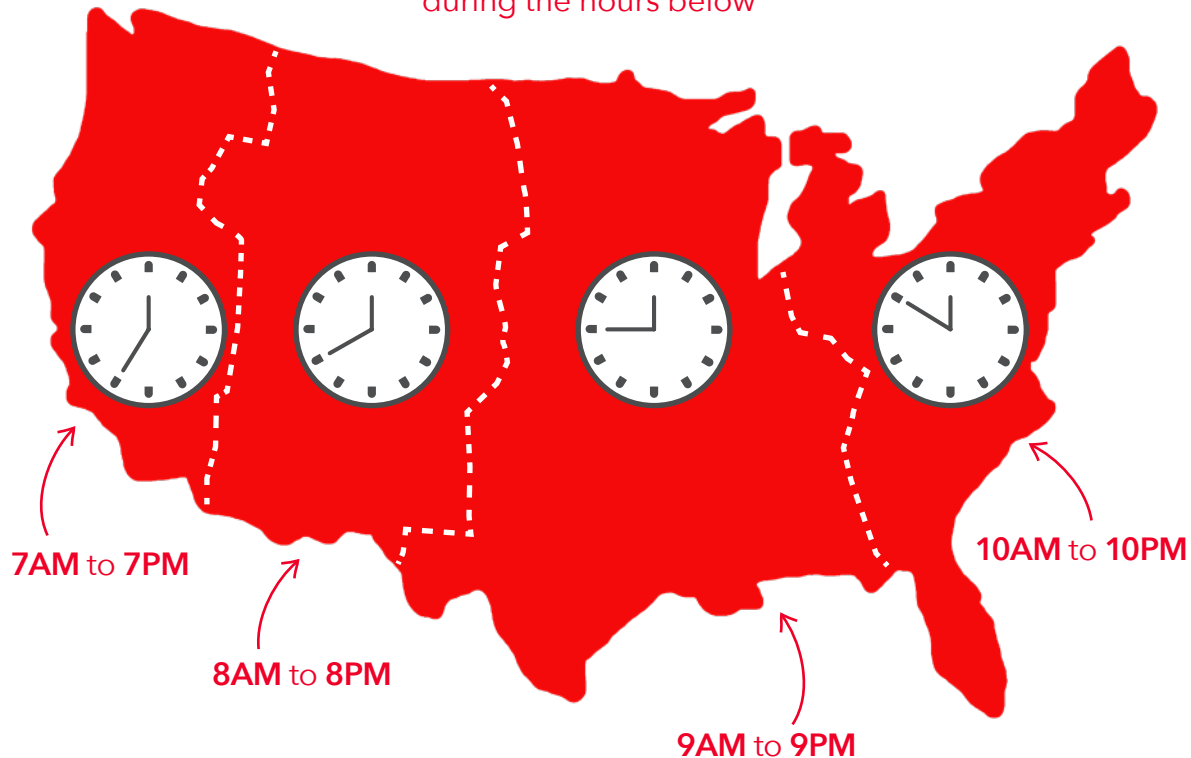 during the hours below
7AM to 7PM
10AM to 10PM
8AM to 8PM
9AM to 9PM